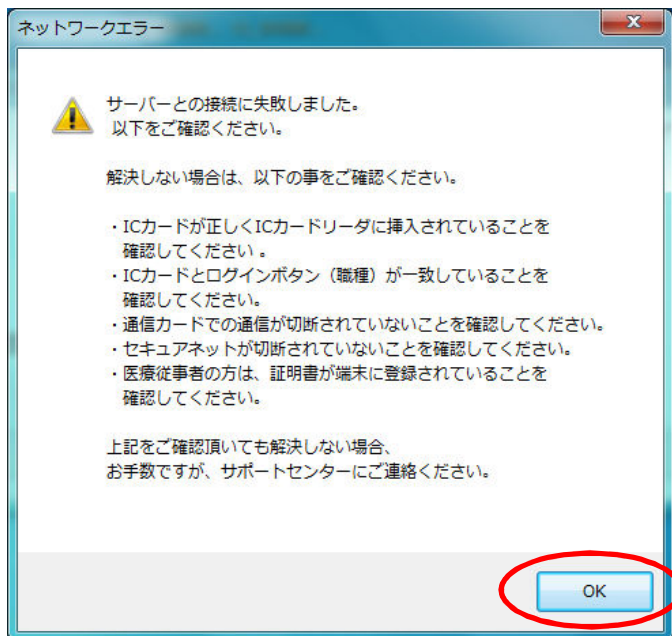 ネットワークエラー
サーバーとの接続に失敗しました。
以下をご確認ください。
解決しない場合は、以下の事をご確認ください。
・ICカードが正しくICカードリーダに挿入されていることを
確認してください 。
・ICカードとログインボタン（職種）が一致していることを
確認してください。
・通信カードでの通信が切断されていないことを確認してください。
・セキュアネットが切断されていないことを確認してください。
・医療従事者の方は、証明書が端末に登録されていることを
確認してください。
上記をご確認頂いても解決しない場合、
お手数ですが、サポートセンターにご連絡ください。
OK